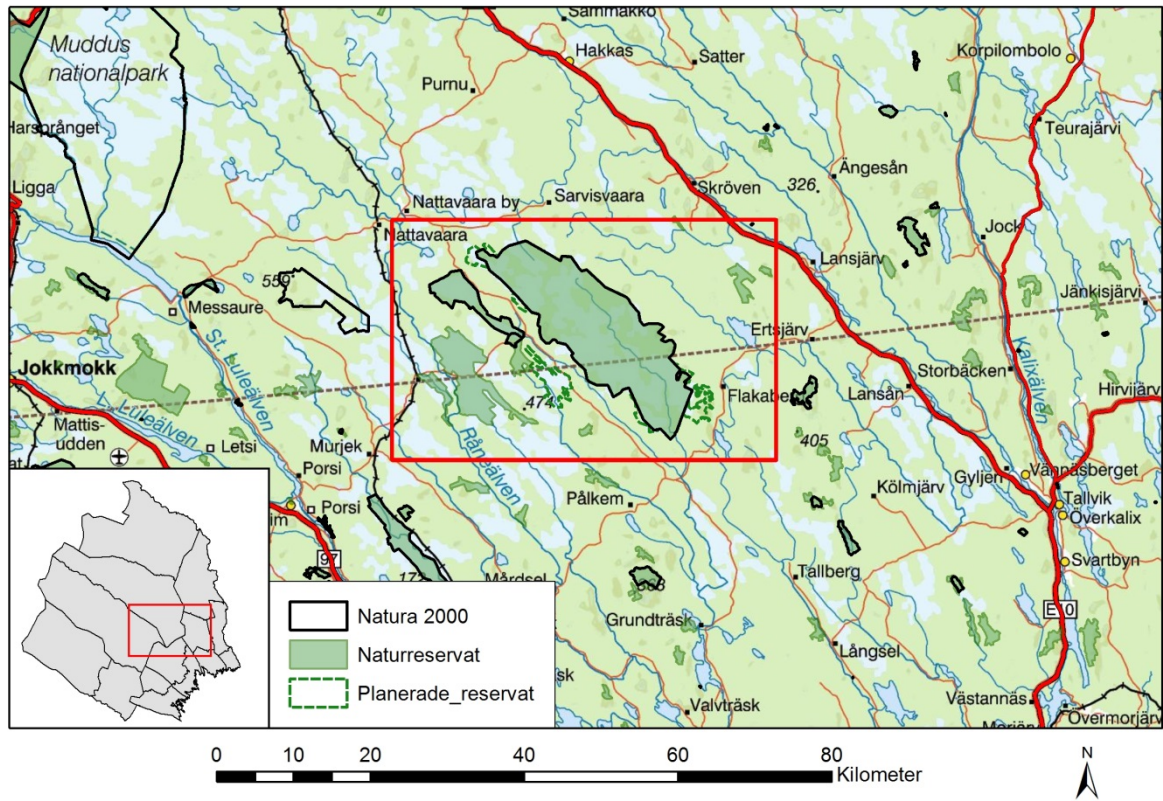 Sammakko
Muddus
nationalpark
Hakkas
Satter
Korpilombolo
Purnu
Harsprånget
Teurajärvi
Ligga
Ängesån
326
Skröven
Sarvisvaara
Nattavaara by
Nattavaara
Jock
Lansjärv
559
Messaure
Jänkisjärvi
Ertsjärv
St. Luleälven
Kalixälven
Jokkmokk
Storbäcken
Flakaberg
Lansån
Hirvijärvi
L. Luleälven
474
Mattis-
udden
Letsi
Råneälven
405
Murjek
Porsi
Gyljen
Vännäsberget
Kölmjärv
Pålkem
Tallvik
Överkalix
Porsi
im
97
Svartbyn
Mårdsel
Tallberg
E10
Natura 2000
Grundträsk
Naturreservat
Långsel
sk
Planerade_reservat
Västannäs
Valvträsk
Övermorjärv
0 10 20 40 60 80
Kilometer
N